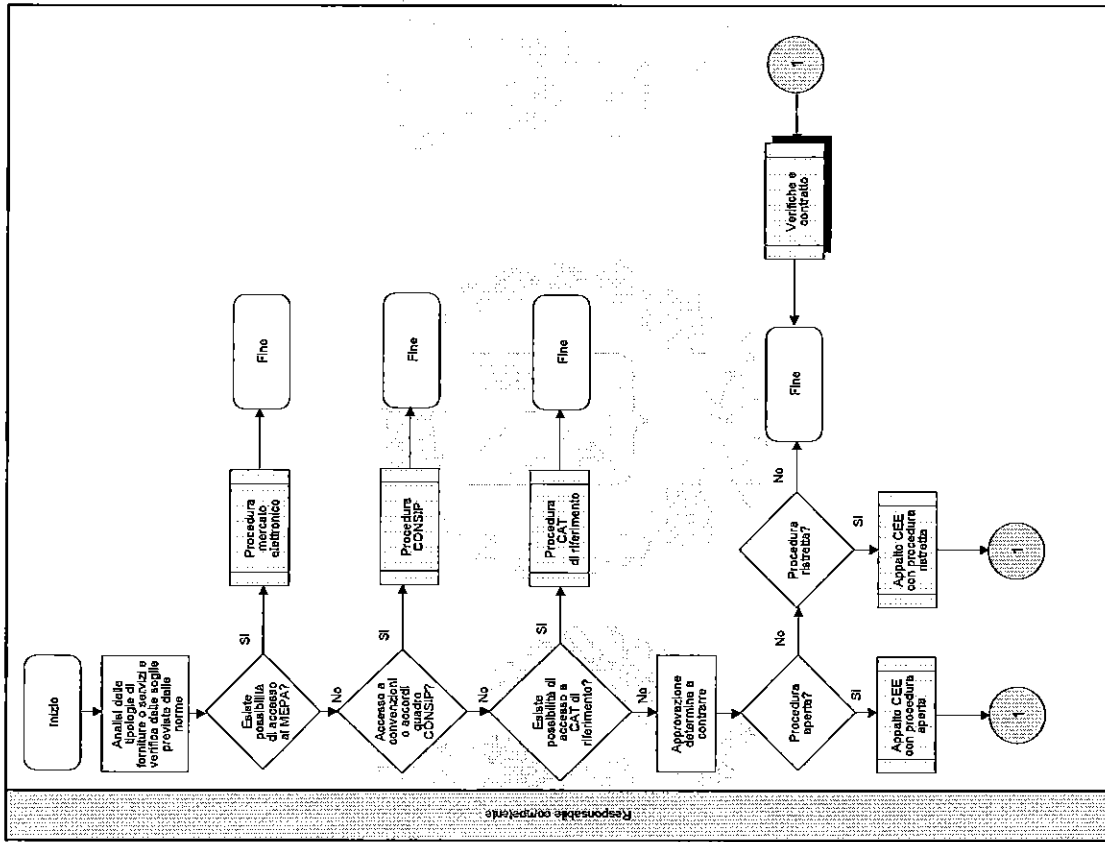 Responsabile competente
Inizio
Analisi delle
tipologie di
forniture o servizi e
verifica dalle soglie
previste dalle
norme
Esiste
possibilità
di accesso
al MEPA?
SI
Procedura
mercato
elettronico
Fine
No
Accesso a
convenzioni
o accordi
quadro
CONSIP?
SI
Procedura
CONSIP
Fine
No
Esiste
possibilità di
accesso a
CAT di
riferimento?
SI
Procedura
CAT
di riferimento
Fine
No
Approvazione
determina a
contrarre
Procedura
aperta?
No
Procedura
ristretta?
No
Fine
Verifiche e
contratto
1
SI
Appalto CEE
con procedura
aperta
1
SI
Appalto CEE
con procedura
ristretta
1